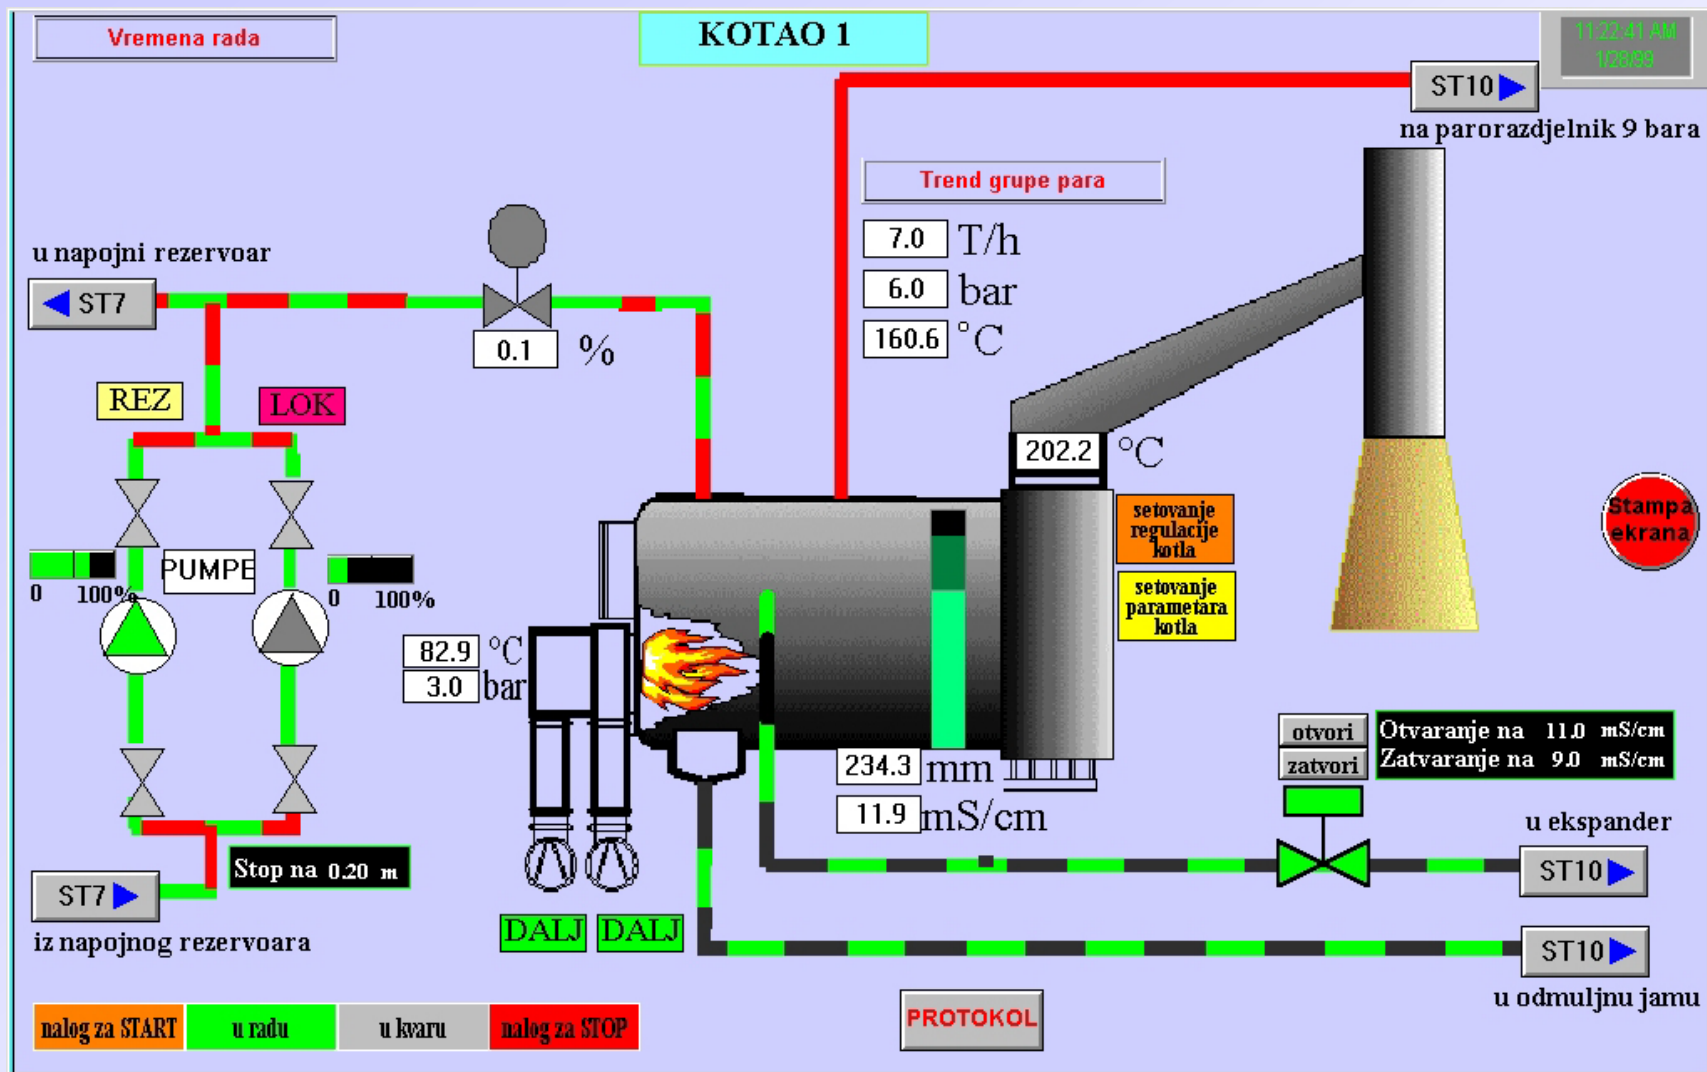 Vremena rada
KOTAO 1
11:22:41 AM
1/28/99
ST10
na parorazdjelnik 9 bara
Trend grupe para
7.0 T/h
6.0 bar
160.6 °C
u napojni rezervoar
ST7
0.1 %
REZ
LOK
202.2 °C
setovanje
regulacije
kotla
Stampa
ekrana
PUMPE
0 100%
0 100%
setovanje
parametara
kotla
82.9 °C
3.0 bar
otvori
zatvori
Otvaranje na 11.0 mS/cm
Zatvaranje na 9.0 mS/cm
234.3 mm
11.9 mS/cm
u ekspander
ST10
Stop na 0.20 m
ST7
iz napojnog rezervoara
DALJ DALJ
ST10
u odmuljnu jamu
nalog za START u radu u kvaru nalog za STOP
PROTOKOL